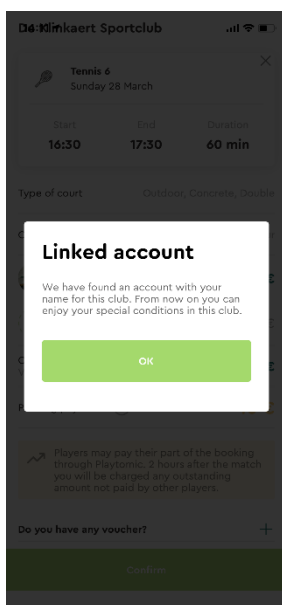 De Klinkaert Sportclub
Tennis 6
Sunday 28 March
Start End Duration
16:30 17:30 60 min
Type of court Outdoor, Concrete, Double
Linked account
We have found an account with your
name for this club. From now on you can
enjoy your special conditions in this club.
OK
Players may pay their part of the booking
through Playtomic. 2 hours after the match
you will be charged any outstanding
amount not paid by other players.
Do you have any voucher?
Confirm